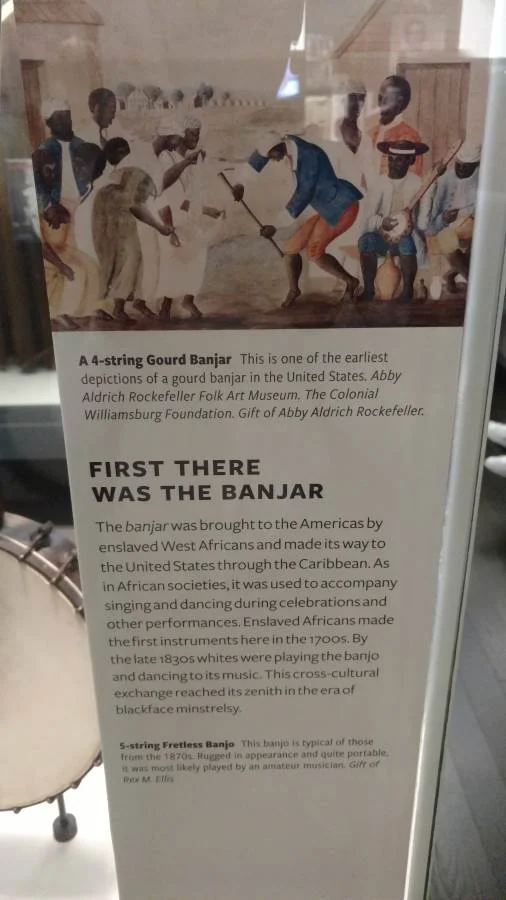 A 4-string Gourd Banjar This is one of the earliest
depictions of a gourd banjar in the United States. Abby
Aldrich Rockefeller Folk Art Museum. The Colonial
Williamsburg Foundation. Gift of Abby Aldrich Rockefeller.
FIRST THERE
WAS THE BANJAR
The banjar was brought to the Americas by
enslaved West Africans and made its way to
the United States through the Caribbean. As
in African societies, it was used to accompany
singing and dancing during celebrations and
other performances. Enslaved Africans made
the first instruments here in the 1700s. By
the late 1830s whites were playing the banjo
and dancing to its music. This cross-cultural
exchange reached its zenith in the era of
blackface minstrelsy.
5-string Fretless Banjo This banjo is typical of those
from the 1870s. Rugged in appearance and quite portable,
it was most likely played by an amateur musician. Gift of
Rex M. Ellis